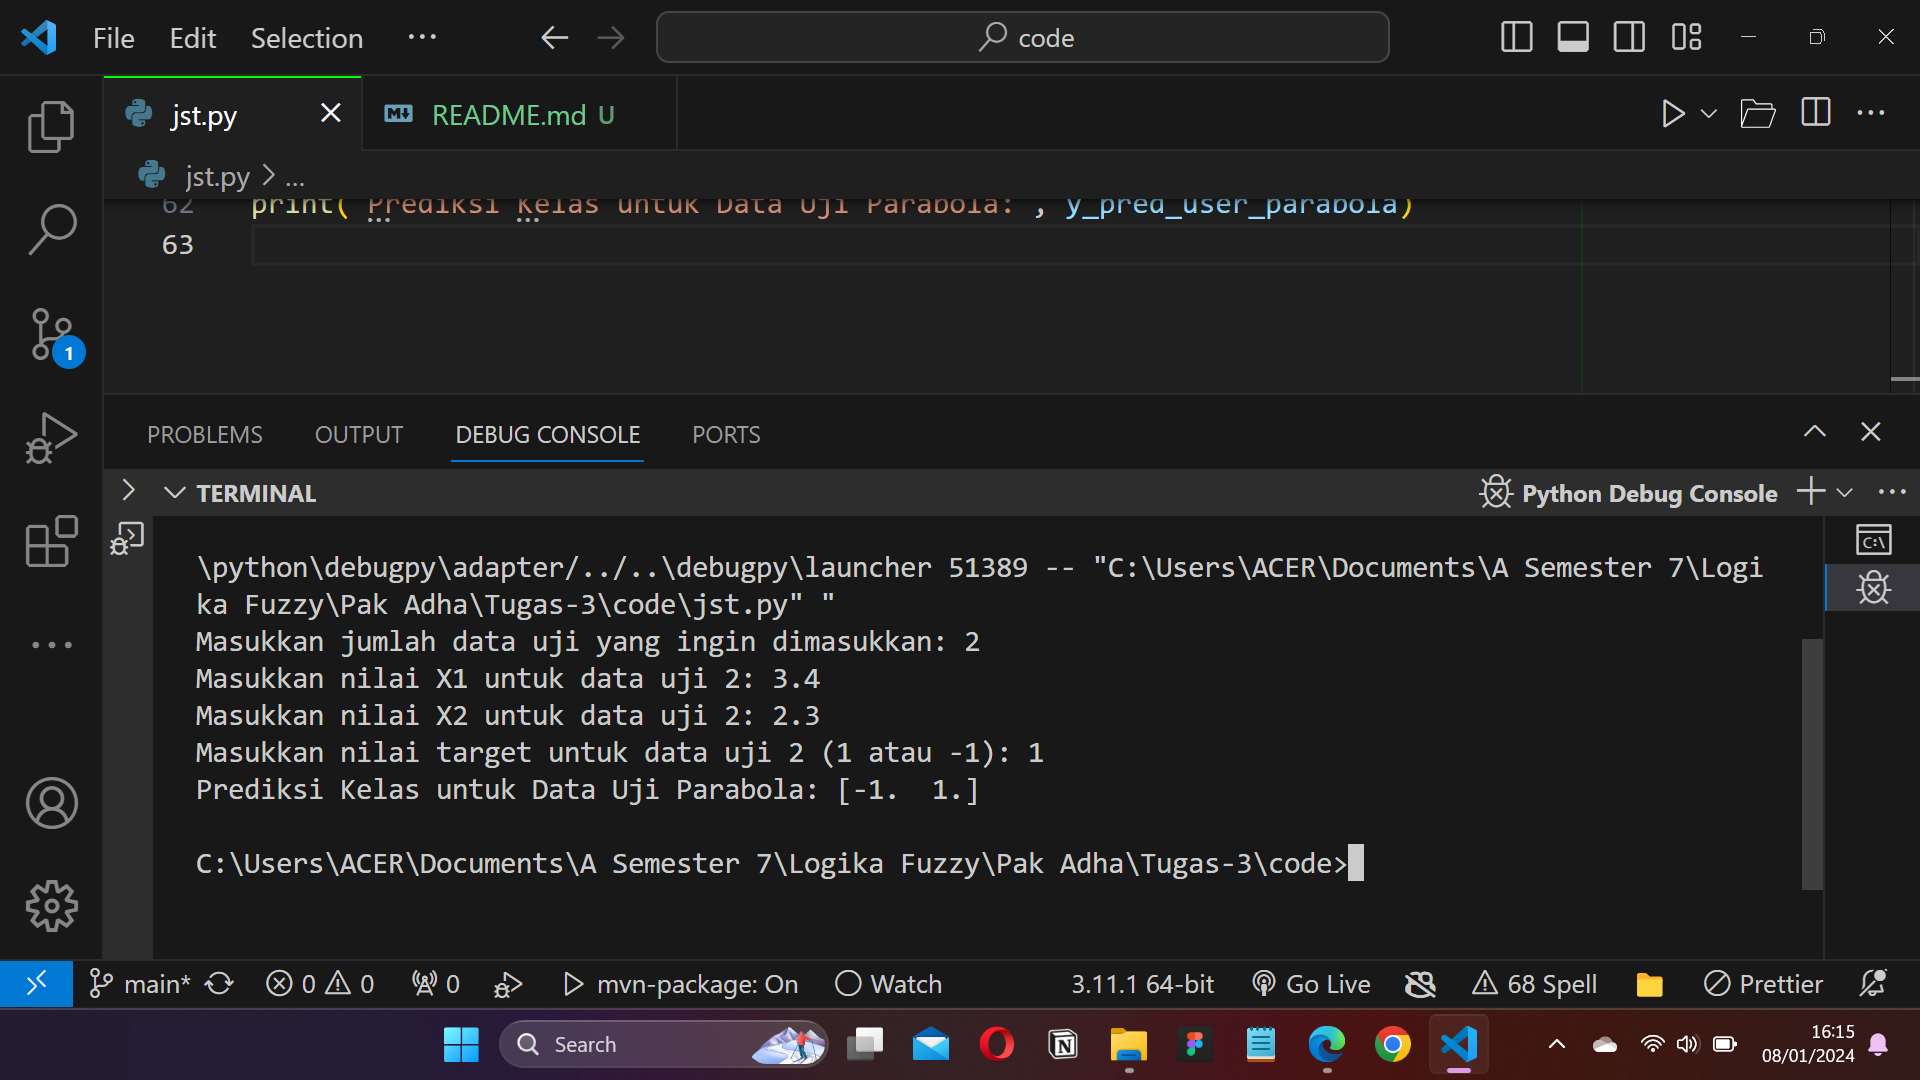 File Edit Selection ... code
jst.py README.md U
jst.py > ...
62 print("Prediksi Kelas untuk Data Uji Parabola:", y_pred_user_parabola)
63
PROBLEMS OUTPUT DEBUG CONSOLE PORTS
TERMINAL Python Debug Console
\python\debugpy\adapter/../..\debugpy\launcher 51389 -- "C:\Users\ACER\Documents\A Semester 7\Logi
ka Fuzzy\Pak Adha\Tugas-3\code\jst.py" "
Masukkan jumlah data uji yang ingin dimasukkan: 2
Masukkan nilai X1 untuk data uji 2: 3.4
Masukkan nilai X2 untuk data uji 2: 2.3
Masukkan nilai target untuk data uji 2 (1 atau -1): 1
Prediksi Kelas untuk Data Uji Parabola: [-1.  1.]
C:\Users\ACER\Documents\A Semester 7\Logika Fuzzy\Pak Adha\Tugas-3\code>
1
C:\
main* 0 0 0 mvn-package: On Watch 3.11.1 64-bit Go Live 68 Spell Prettier
Search
16:15
08/01/2024